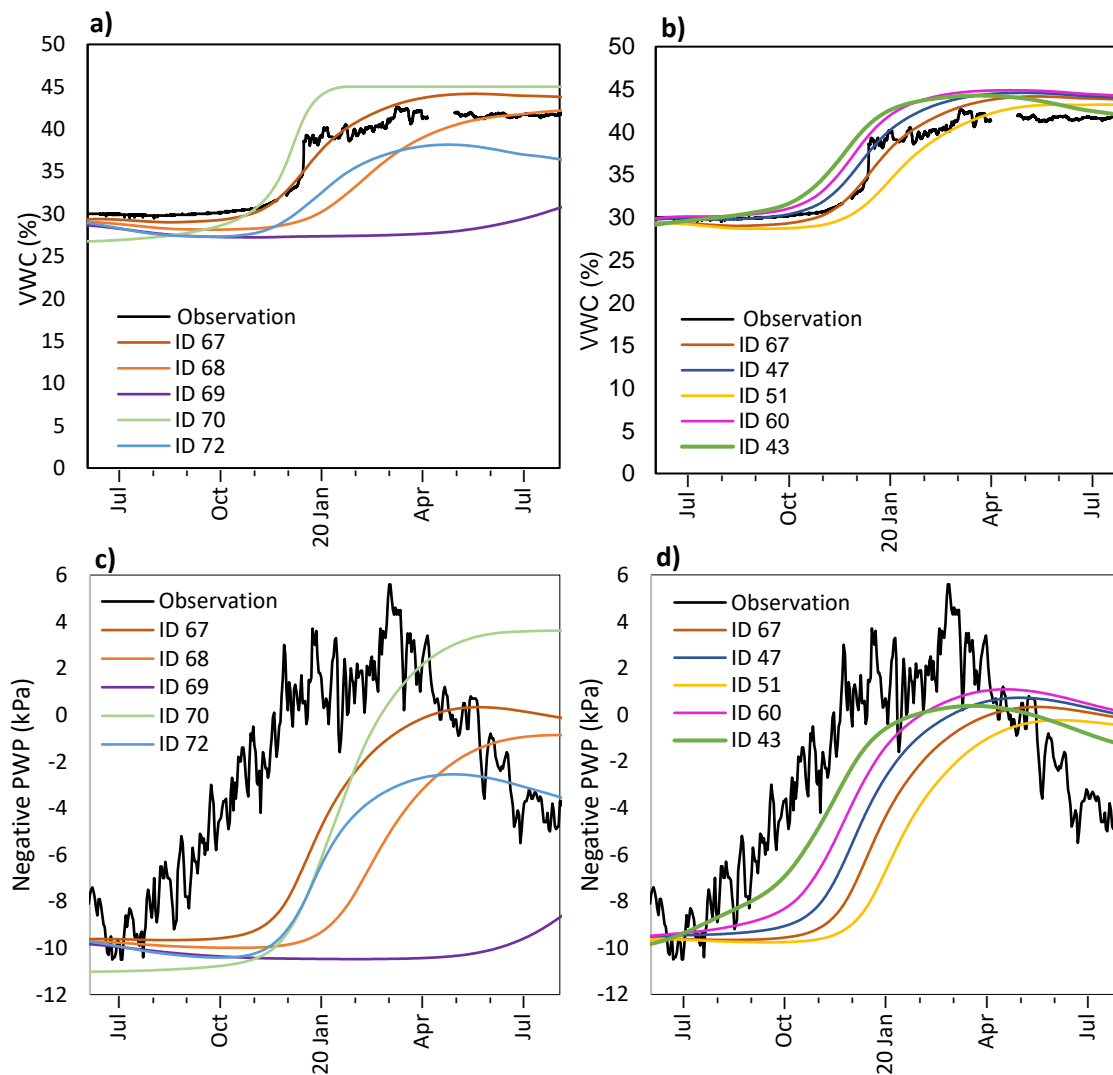 a)
50
45
40
35
30
25
20
15
10
5
0
VWC (%)
Observation
ID 67
ID 68
ID 69
ID 70
ID 72
Jul
Oct
20 Jan
Apr
Jul
b)
50
45
40
35
30
25
20
15
10
5
0
VWC (%)
Observation
ID 67
ID 47
ID 51
ID 60
ID 43
Jul
Oct
20 Jan
Apr
Jul
c)
6
4
2
0
-2
-4
-6
-8
-10
-12
Negative PWP (kPa)
Observation
ID 67
ID 68
ID 69
ID 70
ID 72
Jul
Oct
20 Jan
Apr
Jul
d)
6
4
2
0
-2
-4
-6
-8
-10
-12
Negative PWP (kPa)
Observation
ID 67
ID 47
ID 51
ID 60
ID 43
Jul
Oct
20 Jan
Apr
Jul